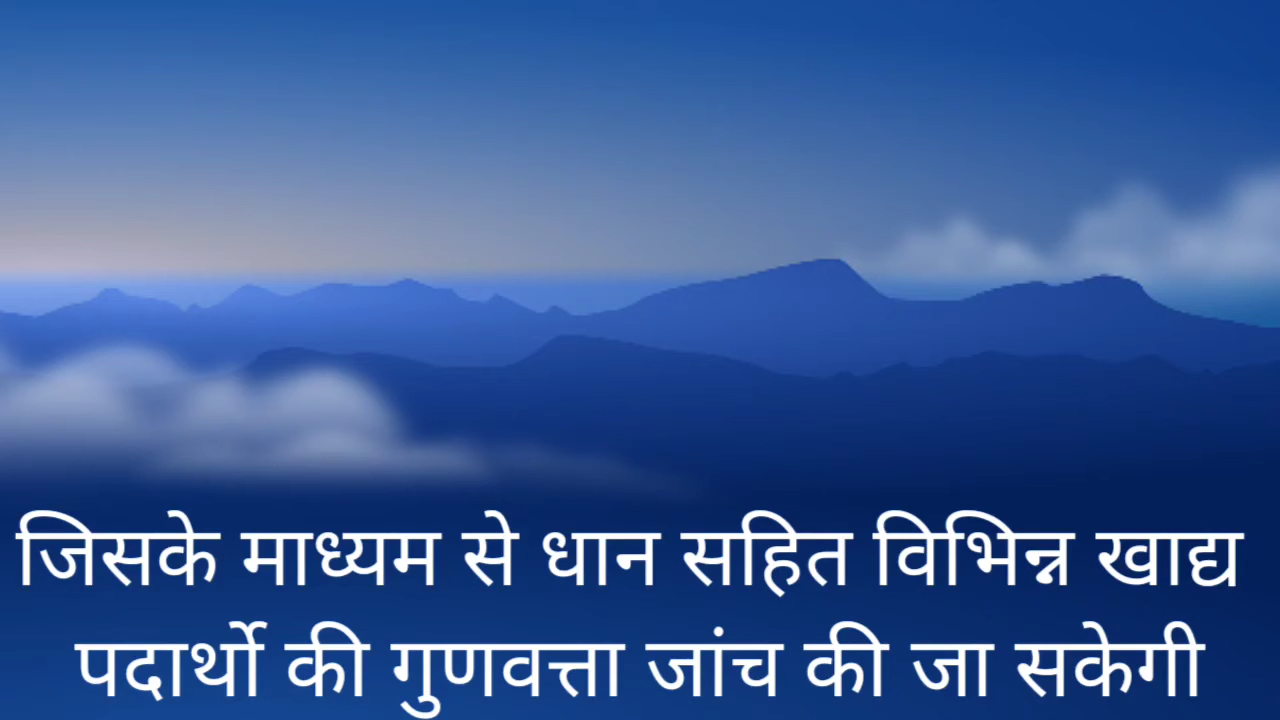 जिसके माध्यम से धान सहित विभिन्न खाद्य
पदार्थो की गुणवत्ता जांच की जा सकेगी